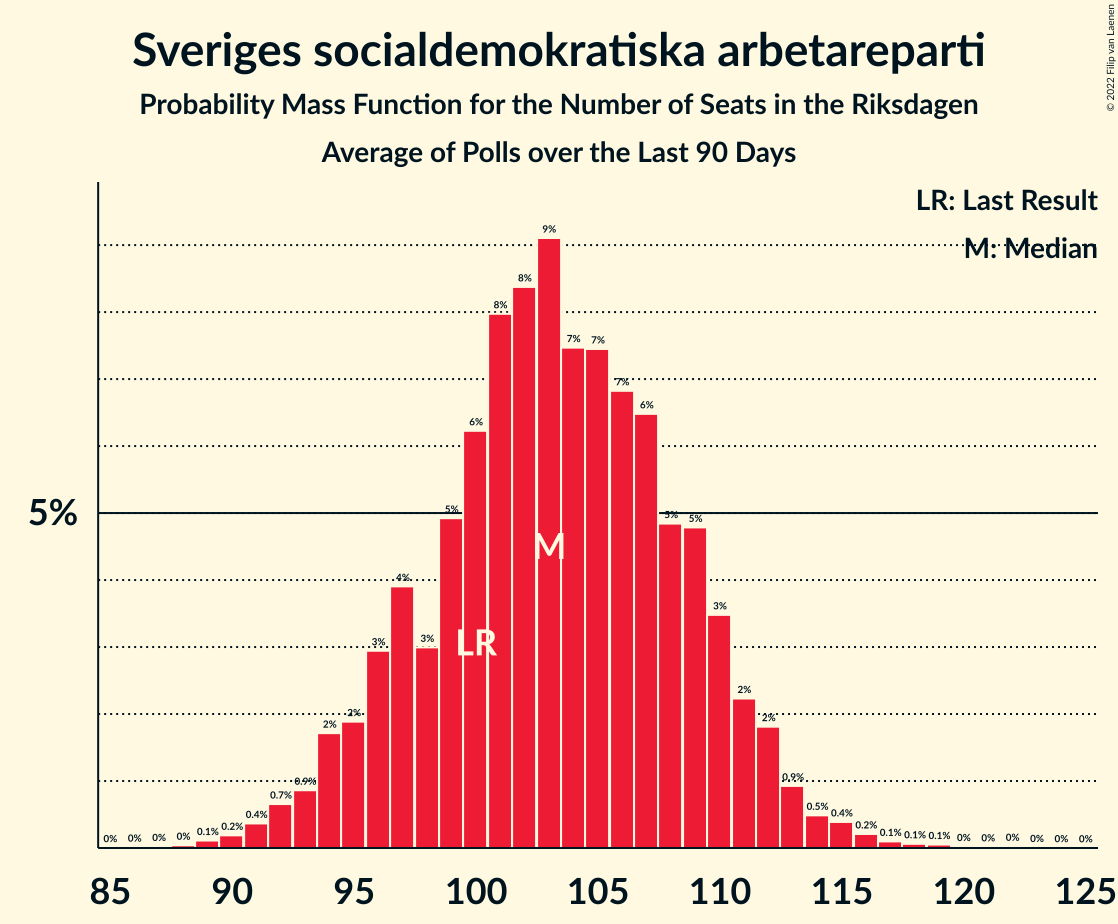 Sveriges socialdemokratiska arbetareparti
Probability Mass Function for the Number of Seats in the Riksdagen
Average of Polls over the Last 90 Days
© 2022 Filip van Laenen
LR: Last Result
M: Median
5%
0% 0% 0% 0% 0.1% 0.2% 0.4% 0.7% 0.9% 2% 2% 3% 4% 3% 5% 6% 8% 8% 9% 7% 7% 7% 6% 5% 5% 3% 2% 2% 0.9% 0.5% 0.4% 0.2% 0.1% 0.1% 0.1% 0% 0% 0% 0% 0% 0%
M
LR
85 90 95 100 105 110 115 120 125